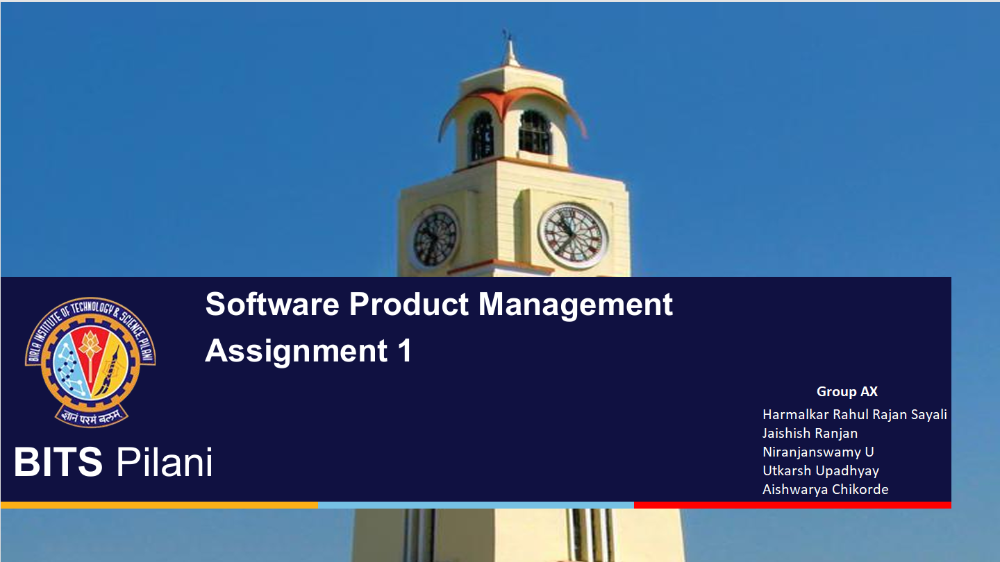 Software Product Management
Assignment 1
BIRLA INSTITUTE OF TECHNOLOGY & SCIENCE, PILANI
ज्ञानं परमं बलम्
BITS Pilani
Group AX
Harmalkar Rahul Rajan Sayali
Jaishish Ranjan
Niranjanswamy U
Utkarsh Upadhyay
Aishwarya Chikorde